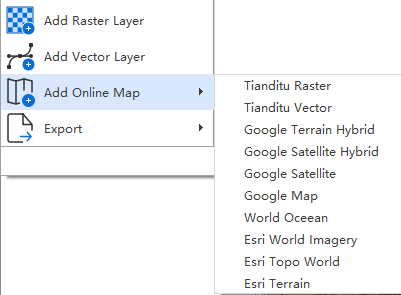 Add Raster Layer
Add Vector Layer
Add Online Map
Export
Tianditu Raster
Tianditu Vector
Google Terrain Hybrid
Google Satellite Hybrid
Google Satellite
Google Map
World Oceean
Esri World Imagery
Esri Topo World
Esri Terrain